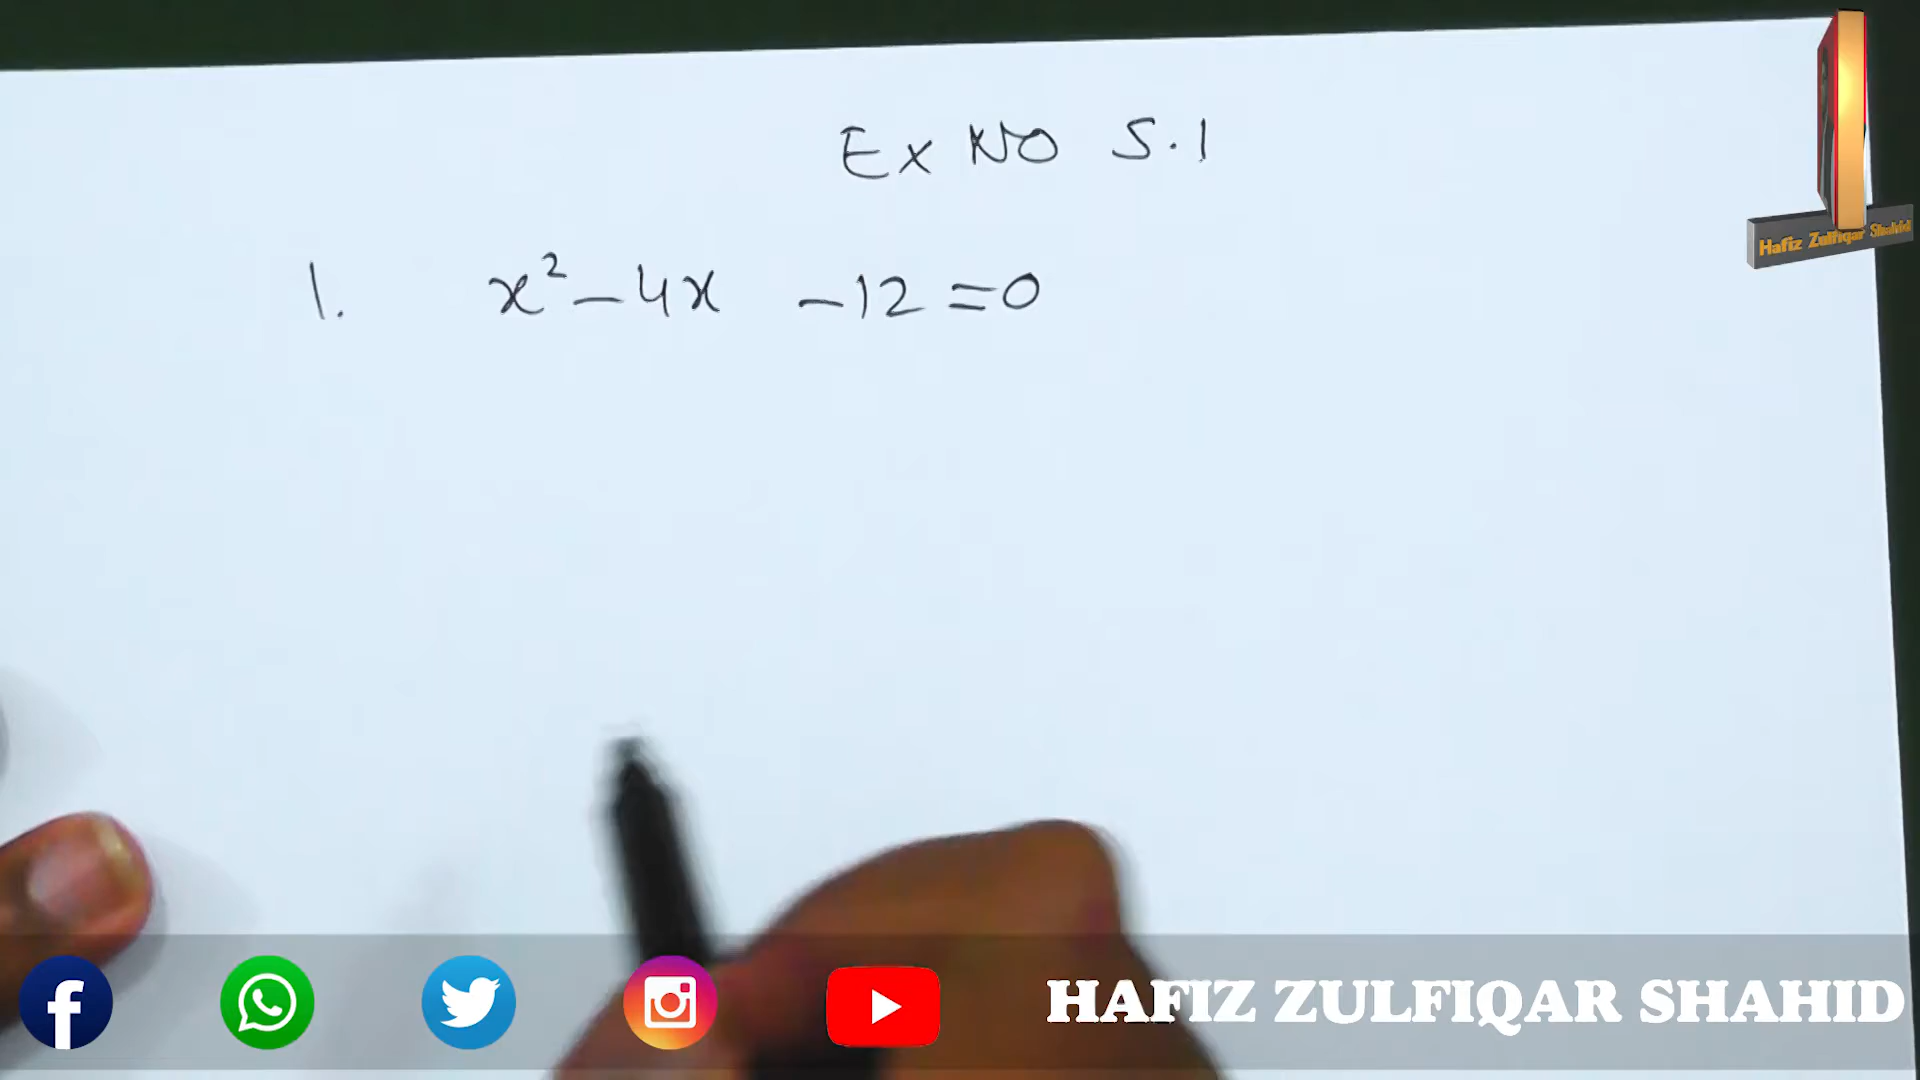 Ex NO 5.1
Hafiz Zulfiqar Shahid
1. x² - 4x - 12 = 0
HAFIZ ZULFIQAR SHAHID